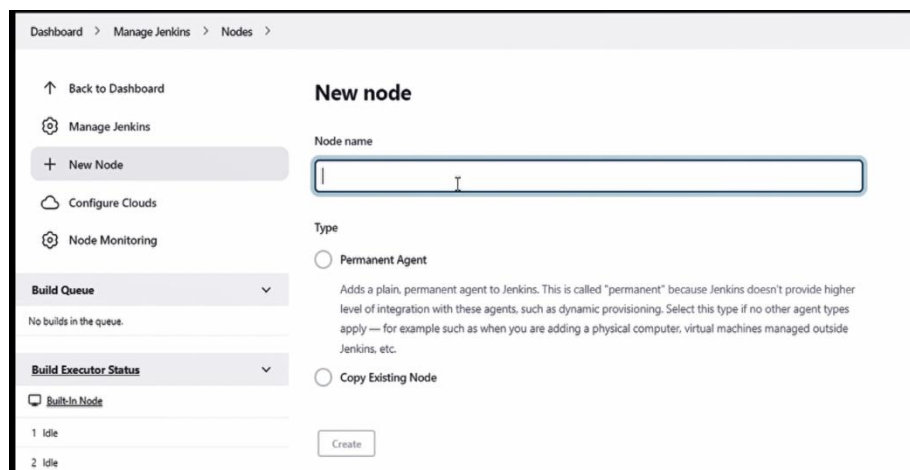 Dashboard > Manage Jenkins > Nodes >
Back to Dashboard
Manage Jenkins
New Node
Configure Clouds
Node Monitoring
Build Queue
No builds in the queue.
Build Executor Status
Built-In Node
1 Idle
2 Idle
New node
Node name
Type
Permanent Agent
Adds a plain, permanent agent to Jenkins. This is called "permanent" because Jenkins doesn't provide higher
level of integration with these agents, such as dynamic provisioning. Select this type if no other agent types
apply — for example such as when you are adding a physical computer, virtual machines managed outside
Jenkins, etc.
Copy Existing Node
Create